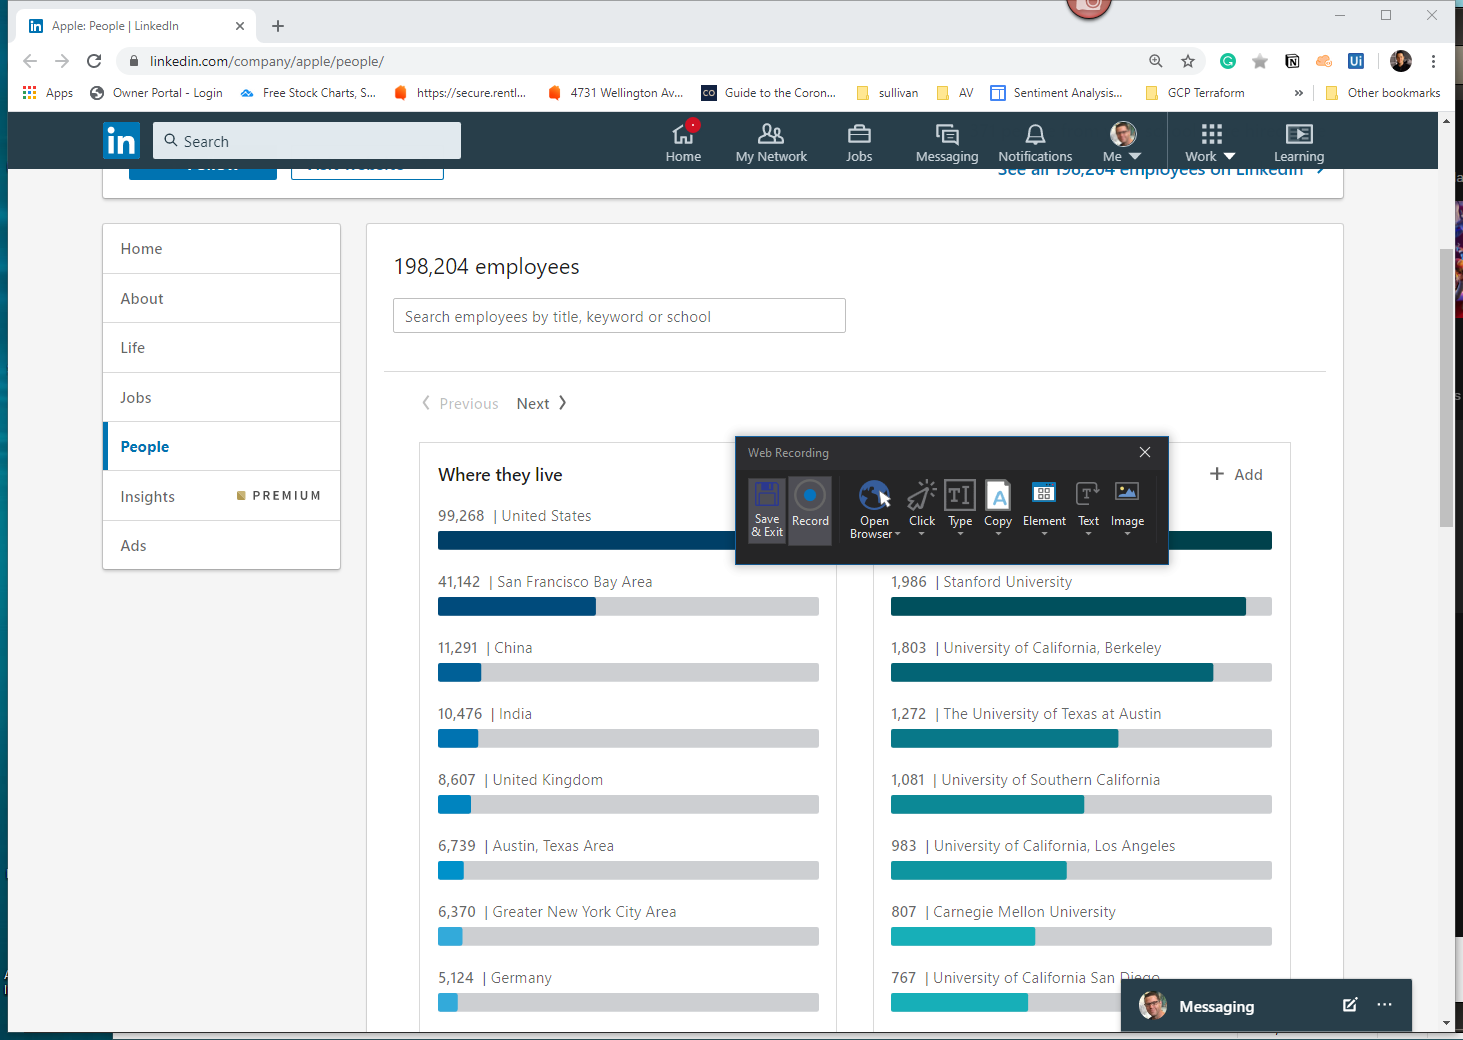 Apple: People | LinkedIn
linkedin.com/company/apple/people/
Apps
Owner Portal - Login
Free Stock Charts, S...
https://secure.rentl...
4731 Wellington Av...
CO
Guide to the Coron...
sullivan
AV
Sentiment Analysis...
GCP Terraform
»
Other bookmarks
in
Search
Home
My Network
Jobs
Messaging
Notifications
Me
Work
Learning
See all 198,204 employees on LinkedIn
Home
About
Life
Jobs
People
Insights
PREMIUM
Ads
198,204 employees
Search employees by title, keyword or school
Previous
Next
Where they live
Add
99,268 | United States
41,142 | San Francisco Bay Area
11,291 | China
10,476 | India
8,607 | United Kingdom
6,739 | Austin, Texas Area
6,370 | Greater New York City Area
5,124 | Germany
Web Recording
Save & Exit
Record
Open Browser
Click
Type
Copy
Element
Text
Image
1,986 | Stanford University
1,803 | University of California, Berkeley
1,272 | The University of Texas at Austin
1,081 | University of Southern California
983 | University of California, Los Angeles
807 | Carnegie Mellon University
767 | University of California San Diego
Messaging